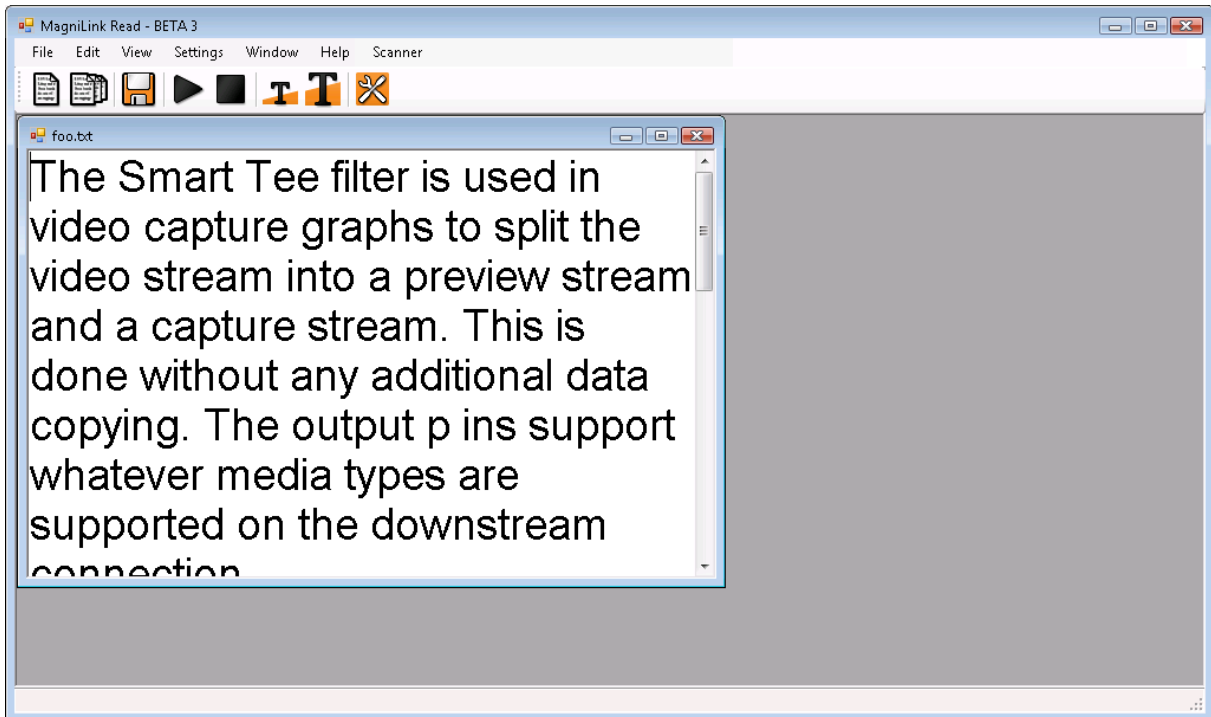 MagniLink Read - BETA 3
File Edit View Settings Window Help Scanner
T T
foo.txt
The Smart Tee filter is used in
video capture graphs to split the
video stream into a preview stream
and a capture stream. This is
done without any additional data
copying. The output p ins support
whatever media types are
supported on the downstream
connection